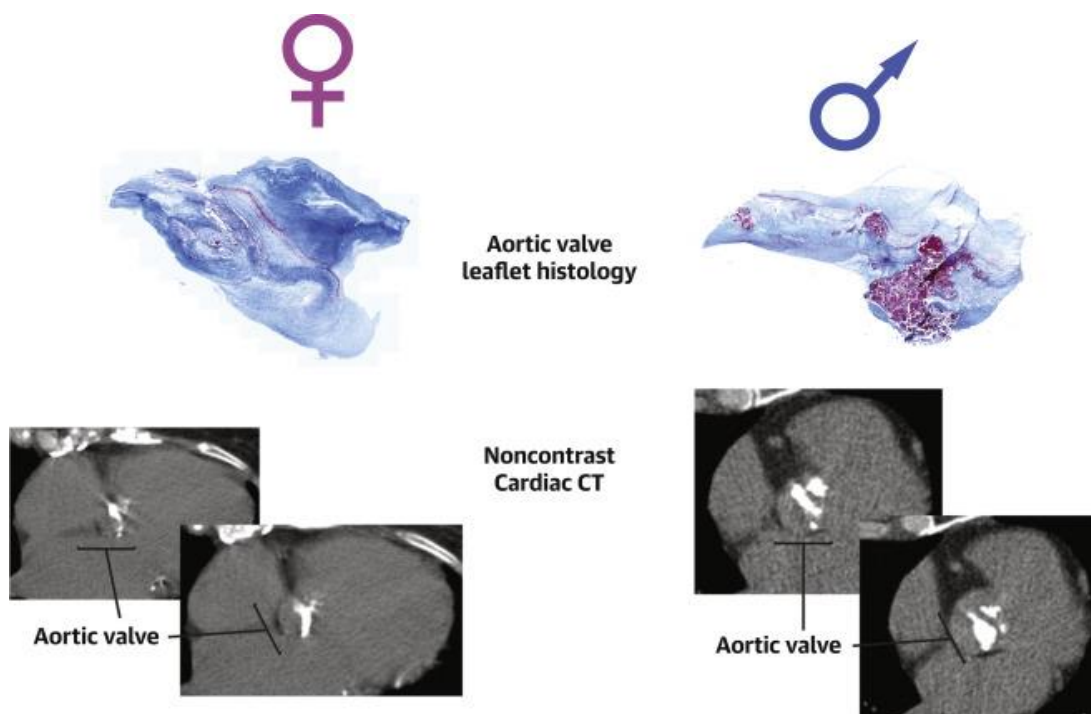 Aortic valve
leaflet histology
Noncontrast
Cardiac CT
Aortic valve
Aortic valve